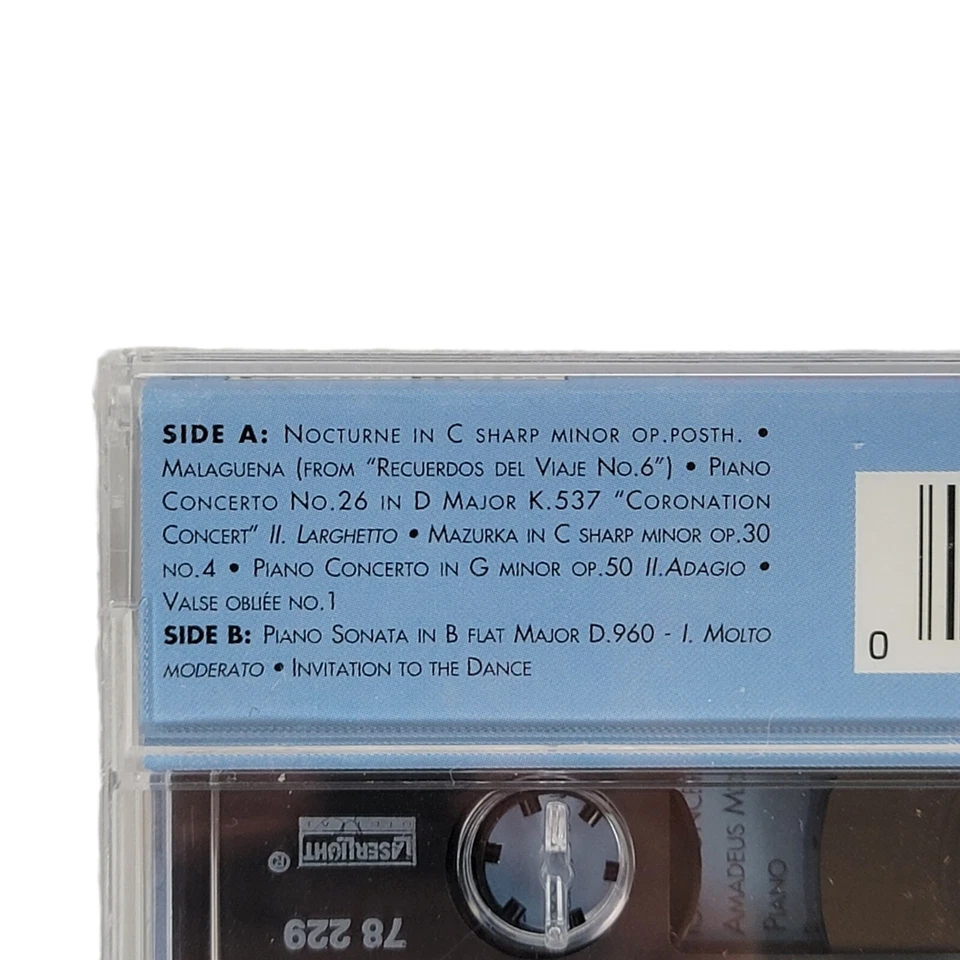 SIDE A: NOCTURNE IN C SHARP MINOR OP.POSTH. •
MALAGUENA (FROM "RECUERDOS DEL VIAJE NO.6") • PIANO
CONCERTO NO.26 IN D MAJOR K.537 "CORONATION
CONCERT" II. LARGHETTO • MAZURKA IN C SHARP MINOR OP.30
NO.4 • PIANO CONCERTO IN G MINOR OP.50 II.ADAGIO •
VALSE OBLIÉE NO.1
SIDE B: PIANO SONATA IN B FLAT MAJOR D.960 - I. MOLTO
MODERATO • INVITATION TO THE DANCE
0
LASERLIGHT
®
78 229
AMADEUS
PIANO